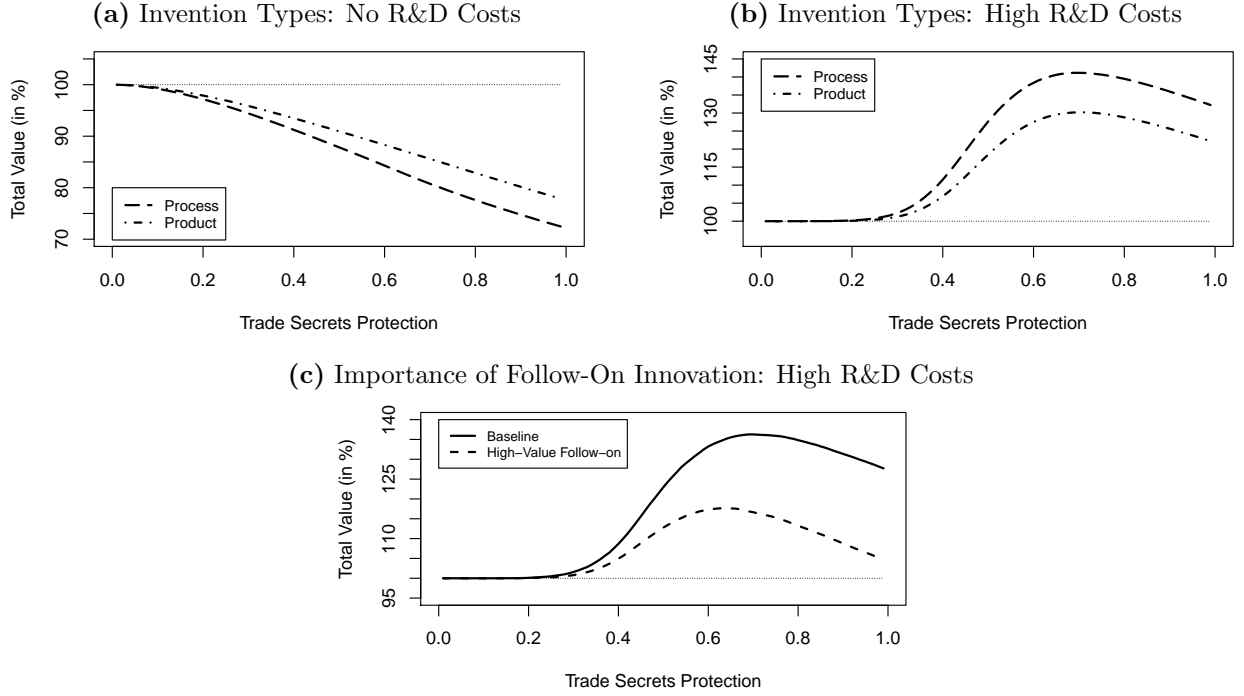 (a) Invention Types: No R&D Costs
Total Value (in %)
100
90
80
70
Process
Product
0.0 0.2 0.4 0.6 0.8 1.0
Trade Secrets Protection
(b) Invention Types: High R&D Costs
Total Value (in %)
145
130
115
100
Process
Product
0.0 0.2 0.4 0.6 0.8 1.0
Trade Secrets Protection
(c) Importance of Follow-On Innovation: High R&D Costs
Total Value (in %)
140
125
110
95
Baseline
High−Value Follow−on
0.0 0.2 0.4 0.6 0.8 1.0
Trade Secrets Protection